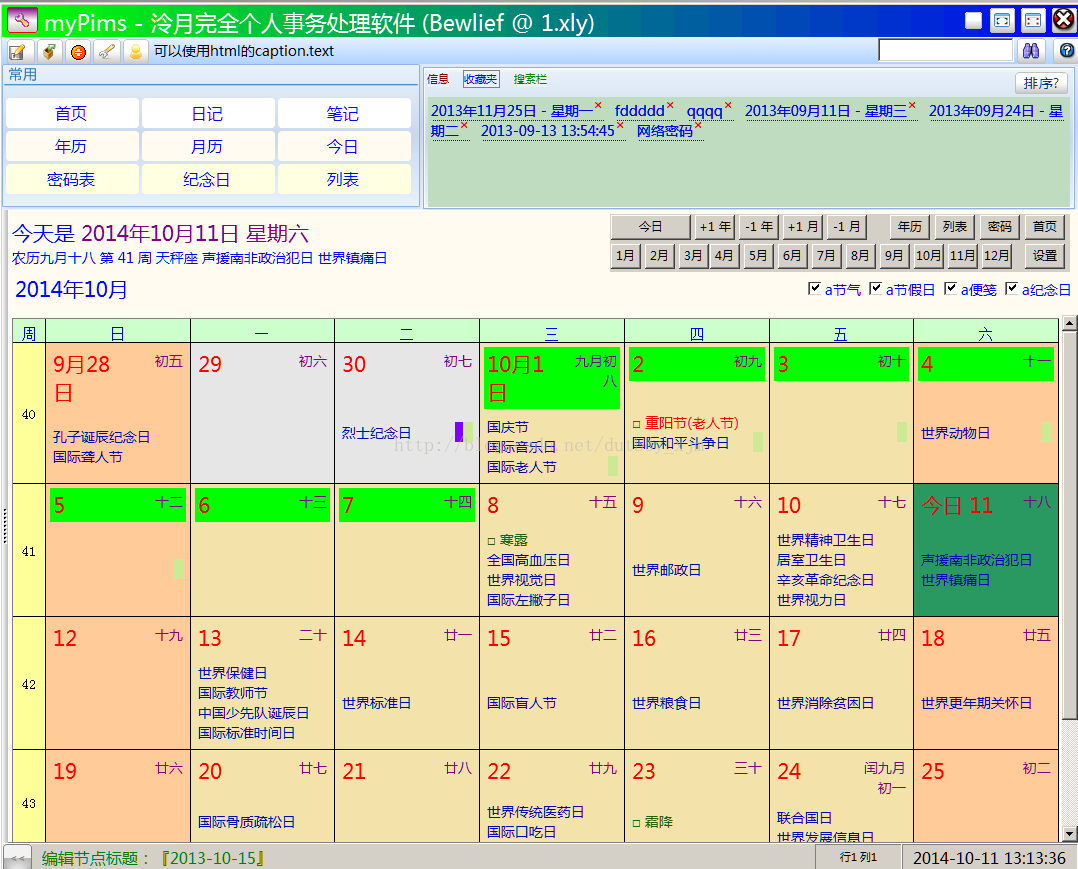 myPims - 泠月完全个人事务处理软件 (Bewlief @ 1.xly)
可以使用html的caption.text
常用
首页 日记 笔记
年历 月历 今日
密码表 纪念日 列表
信息 收藏夹 搜索栏
排序?
2013年11月25日 - 星期一× fddddd× qqqq× 2013年09月11日 - 星期三× 2013年09月24日 - 星
期二× 2013-09-13 13:54:45× 网络密码×
今天是 2014年10月11日 星期六
农历九月十八 第 41 周 天秤座 声援南非政治犯日 世界镇痛日
2014年10月
今日 +1 年 -1 年 +1 月 -1 月 年历 列表 密码 首页
1月 2月 3月 4月 5月 6月 7月 8月 9月 10月 11月 12月 设置
a节气 a节假日 a便笺 a纪念日
周 日 一 二 三 四 五 六
40
9月28
日
初五
孔子诞辰纪念日
国际聋人节
29 初六
30 初七
烈士纪念日
10月1
日
九月初
八
国庆节
国际音乐日
国际老人节
2 初九
□ 重阳节(老人节)
国际和平斗争日
3 初十
4 十一
世界动物日
41
5 十二
6 十三
7 十四
8 十五
□ 寒露
全国高血压日
世界视觉日
国际左撇子日
9 十六
世界邮政日
10 十七
世界精神卫生日
居室卫生日
辛亥革命纪念日
世界视力日
今日 11 十八
声援南非政治犯日
世界镇痛日
42
12 十九
13 二十
世界保健日
国际教师节
中国少先队诞辰日
国际标准时间日
14 廿一
世界标准日
15 廿二
国际盲人节
16 廿三
世界粮食日
17 廿四
世界消除贫困日
18 廿五
世界更年期关怀日
43
19 廿六
20 廿七
国际骨质疏松日
21 廿八
22 廿九
世界传统医药日
国际口吃日
23 三十
□ 霜降
24 闰九月
初一
联合国日
世界发展信息日
25 初二
<< 编辑节点标题：『2013-10-15』
行1 列1
2014-10-11 13:13:36